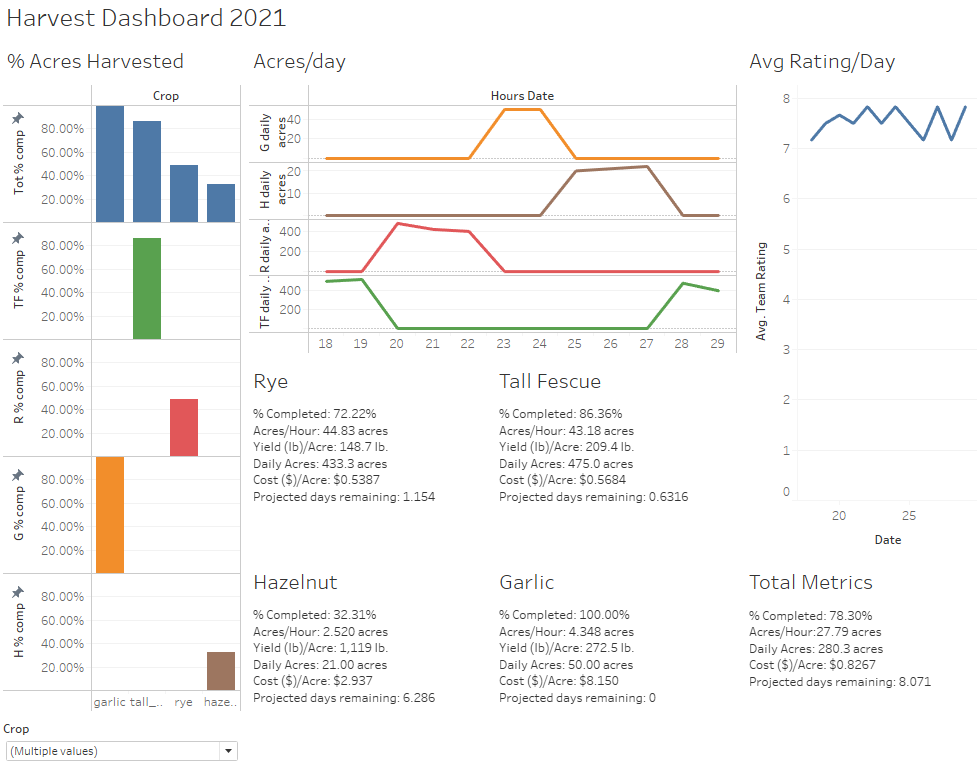 Harvest Dashboard 2021
% Acres Harvested
Crop
Tot % comp
80.00%
60.00%
40.00%
20.00%
TF % comp
80.00%
60.00%
40.00%
20.00%
R % comp
80.00%
60.00%
40.00%
20.00%
G % comp
80.00%
60.00%
40.00%
20.00%
H % comp
80.00%
60.00%
40.00%
20.00%
garlic tall_.. rye haze..
Crop
(Multiple values)
Acres/day
Hours Date
G daily
acres
40
20
H daily
acres
20
10
R daily a..
400
200
TF daily ..
400
200
18 19 20 21 22 23 24 25 26 27 28 29
Rye
% Completed: 72.22%
Acres/Hour: 44.83 acres
Yield (lb)/Acre: 148.7 lb.
Daily Acres: 433.3 acres
Cost ($)/Acre: $0.5387
Projected days remaining: 1.154
Tall Fescue
% Completed: 86.36%
Acres/Hour: 43.18 acres
Yield (lb)/Acre: 209.4 lb.
Daily Acres: 475.0 acres
Cost ($)/Acre: $0.5684
Projected days remaining: 0.6316
Hazelnut
% Completed: 32.31%
Acres/Hour: 2.520 acres
Yield (lb)/Acre: 1,119 lb.
Daily Acres: 21.00 acres
Cost ($)/Acre: $2.937
Projected days remaining: 6.286
Garlic
% Completed: 100.00%
Acres/Hour: 4.348 acres
Yield (lb)/Acre: 272.5 lb.
Daily Acres: 50.00 acres
Cost ($)/Acre: $8.150
Projected days remaining: 0
Avg Rating/Day
Avg. Team Rating
8
7
6
5
4
3
2
1
0
20 25
Date
Total Metrics
% Completed: 78.30%
Acres/Hour:27.79 acres
Daily Acres: 280.3 acres
Cost ($)/Acre: $0.8267
Projected days remaining: 8.071